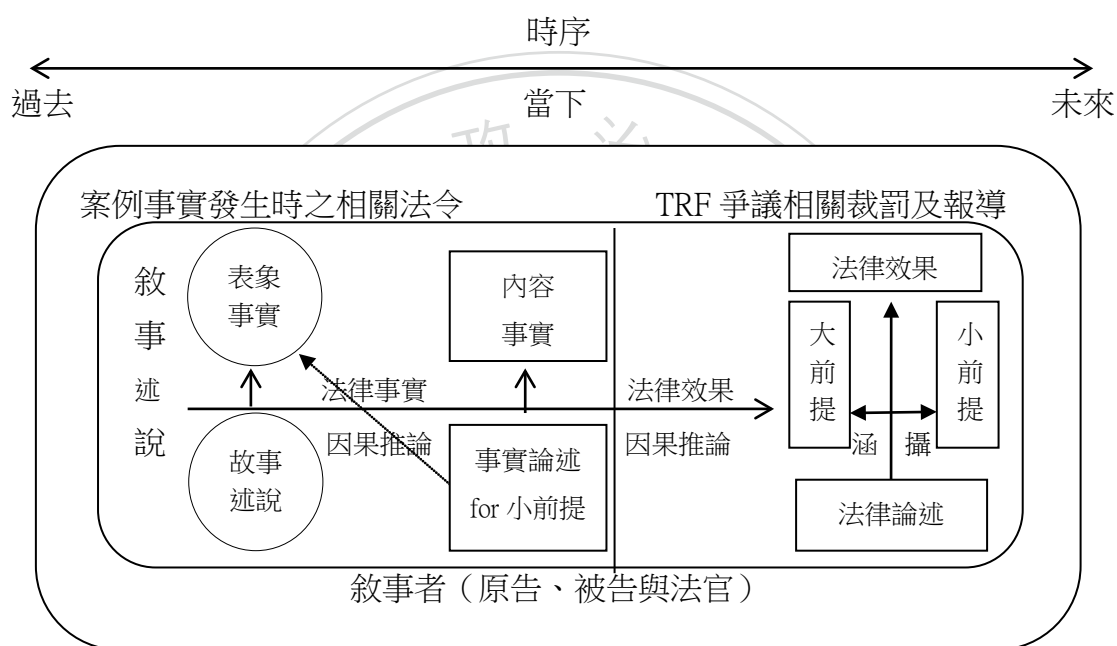 時序
過去
當下
未來
政治
案例事實發生時之相關法令
TRF 爭議相關裁罰及報導
敘事述說
表象
事實
內容
事實
法律效果
大前提
小前提
法律事實
因果推論
法律效果
因果推論
涵攝
故事
述說
事實論述
for 小前提
法律論述
敘事者（原告、被告與法官）